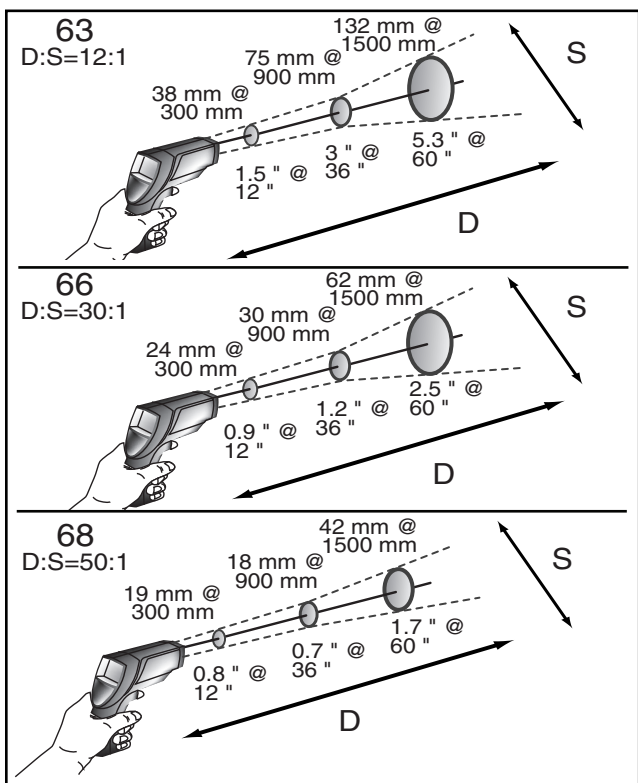 63
D:S=12:1
132 mm @
1500 mm
75 mm @
900 mm
38 mm @
300 mm
S
1.5 " @
12 "
3 " @
36 "
5.3 " @
60 "
D
66
D:S=30:1
62 mm @
1500 mm
30 mm @
900 mm
24 mm @
300 mm
S
0.9 " @
12 "
1.2 " @
36 "
2.5 " @
60 "
D
68
D:S=50:1
42 mm @
1500 mm
18 mm @
900 mm
19 mm @
300 mm
S
0.8 " @
12 "
0.7 " @
36 "
1.7 " @
60 "
D